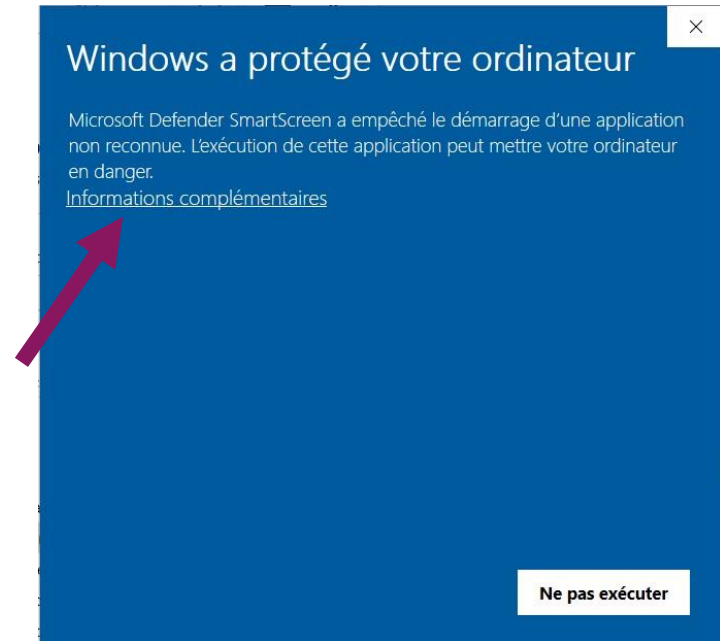 Windows a protégé votre ordinateur
Microsoft Defender SmartScreen a empêché le démarrage d'une application
non reconnue. L'exécution de cette application peut mettre votre ordinateur
en danger.
Informations complémentaires
Ne pas exécuter